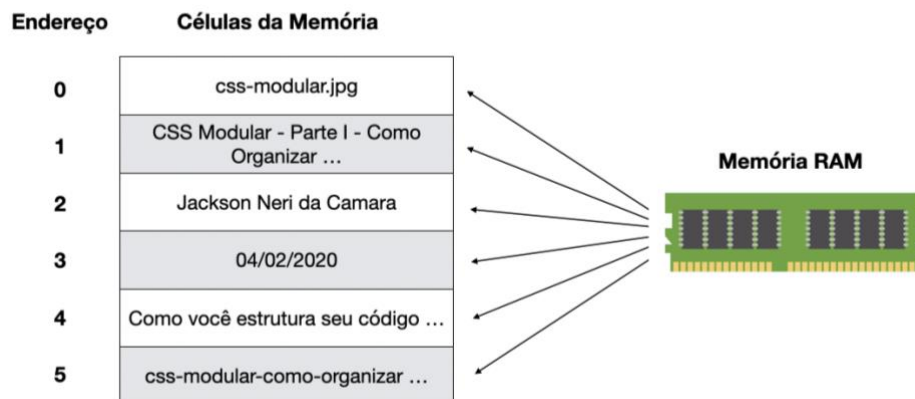 Endereço Células da Memória
0 css-modular.jpg
1 CSS Modular - Parte I - Como
Organizar ...
Memória RAM
2 Jackson Neri da Camara
3 04/02/2020
4 Como você estrutura seu código ...
5 css-modular-como-organizar ...